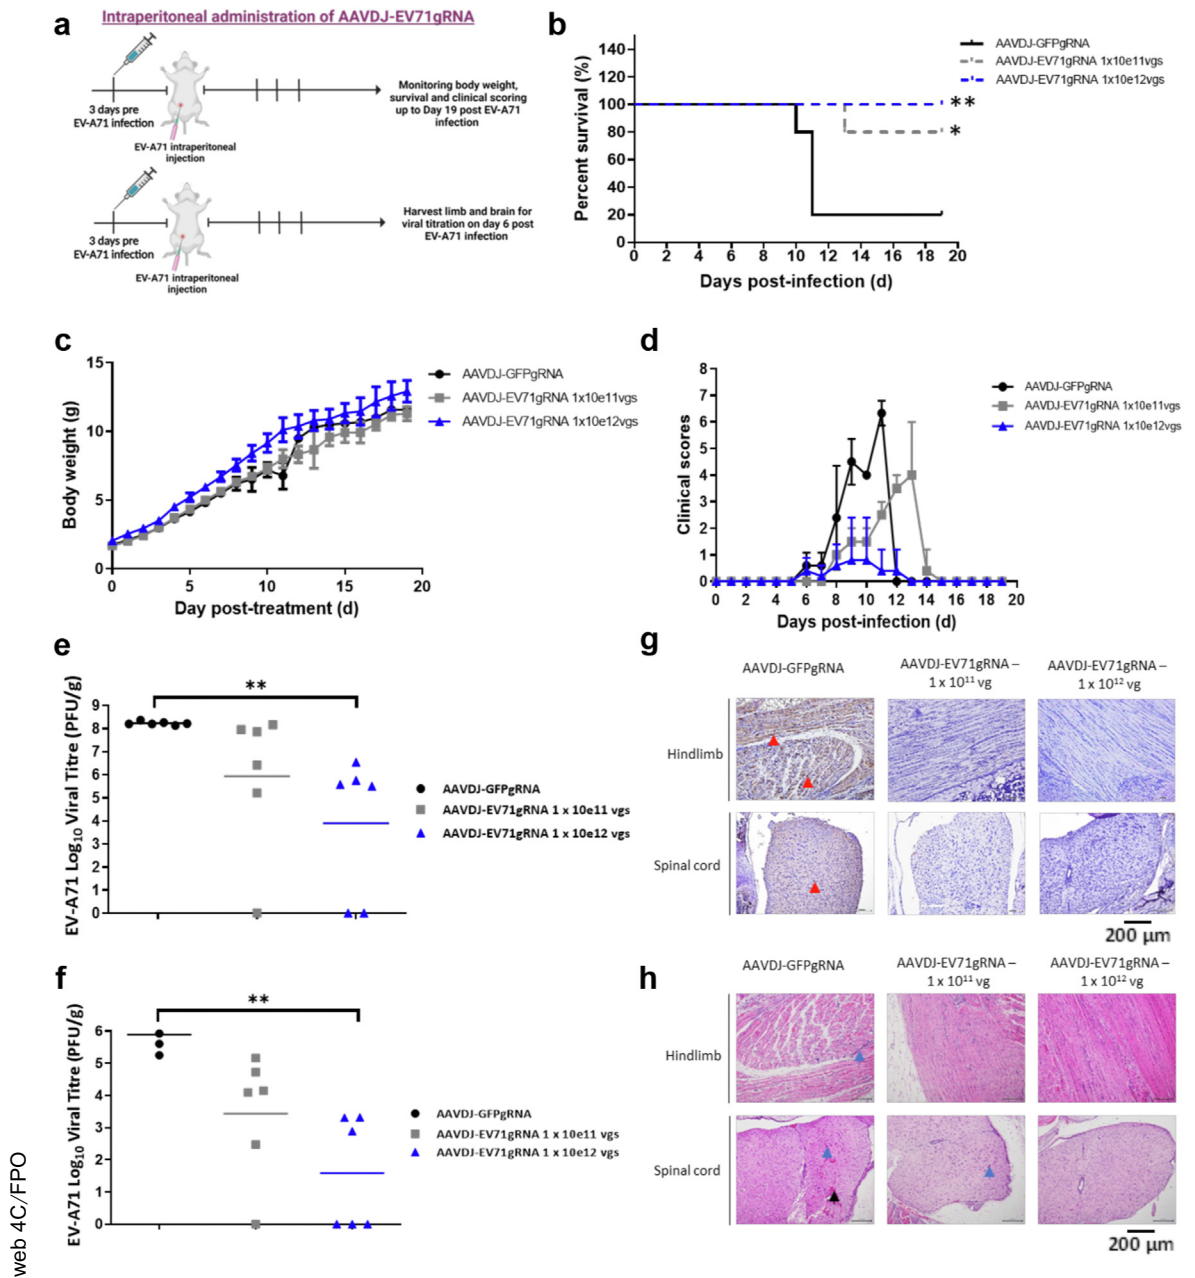 a
Intraperitoneal administration of AAVDJ-EV71gRNA
3 days pre
EV-A71 infection
EV-A71 intraperitoneal
injection
Monitoring body weight,
survival and clinical scoring
up to Day 19 post EV-A71
infection
3 days pre
EV-A71 infection
EV-A71 intraperitoneal
injection
Harvest limb and brain for
viral titration on day 6 post
EV-A71 infection
b
Percent survival (%)
140
120
100
80
60
40
20
0
0 2 4 6 8 10 12 14 16 18 20
Days post-infection (d)
AAVDJ-GFPgRNA
AAVDJ-EV71gRNA 1x10e11vgs
AAVDJ-EV71gRNA 1x10e12vgs
**
*
c
Body weight (g)
15
10
5
0
0 5 10 15 20
Day post-treatment (d)
AAVDJ-GFPgRNA
AAVDJ-EV71gRNA 1x10e11vgs
AAVDJ-EV71gRNA 1x10e12vgs
d
Clinical scores
8
7
6
5
4
3
2
1
0
0 2 4 6 8 10 12 14 16 18 20
Days post-infection (d)
AAVDJ-GFPgRNA
AAVDJ-EV71gRNA 1x10e11vgs
AAVDJ-EV71gRNA 1x10e12vgs
e
EV-A71 Log10 Viral Titre (PFU/g)
9
8
7
6
5
4
3
2
1
0
**
AAVDJ-GFPgRNA
AAVDJ-EV71gRNA 1 x 10e11 vgs
AAVDJ-EV71gRNA 1 x 10e12 vgs
f
EV-A71 Log10 Viral Titre (PFU/g)
6
5
4
3
2
1
0
**
AAVDJ-GFPgRNA
AAVDJ-EV71gRNA 1 x 10e11 vgs
AAVDJ-EV71gRNA 1 x 10e12 vgs
g
AAVDJ-GFPgRNA
AAVDJ-EV71gRNA –
1 x 10¹¹ vg
AAVDJ-EV71gRNA –
1 x 10¹² vg
Hindlimb
Spinal cord
200 µm
h
AAVDJ-GFPgRNA
AAVDJ-EV71gRNA –
1 x 10¹¹ vg
AAVDJ-EV71gRNA –
1 x 10¹² vg
Hindlimb
Spinal cord
200 µm
web 4C/FPO